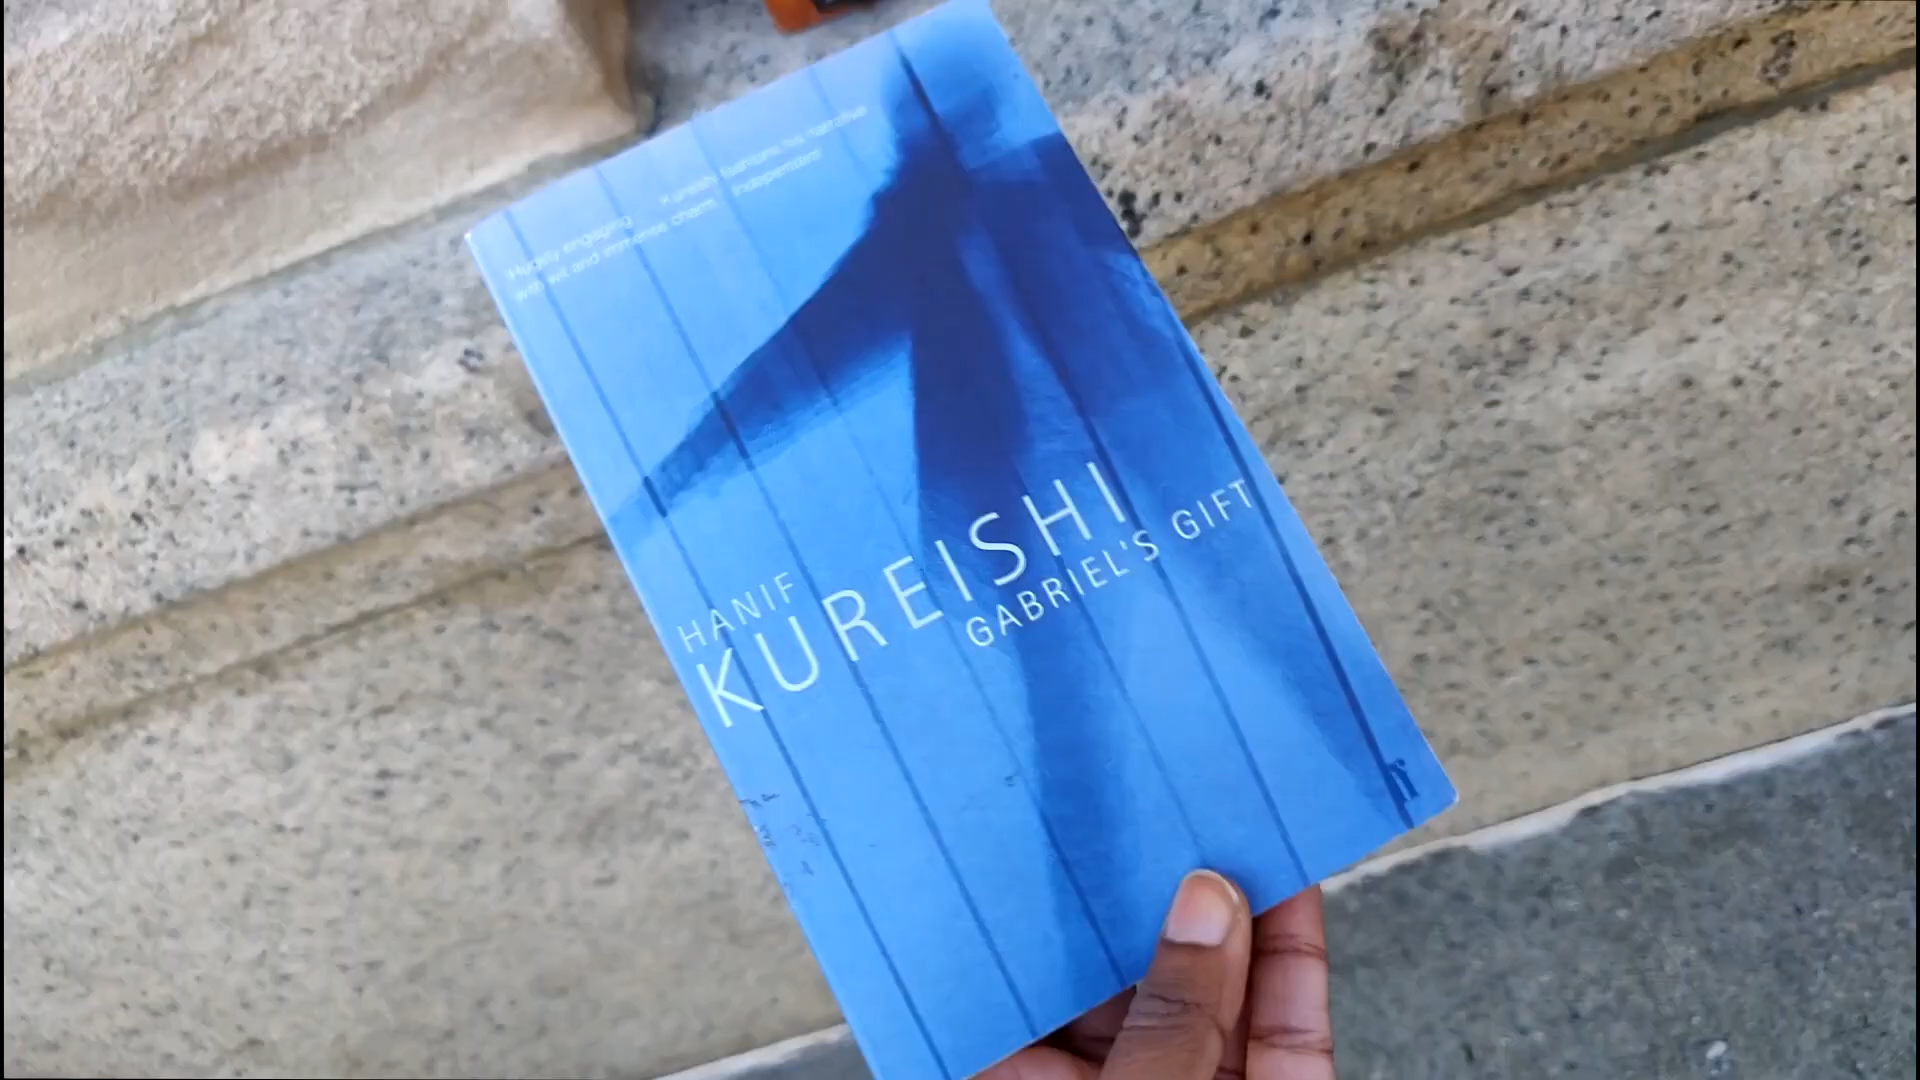 Hugely engaging Kureishi fashions his narrative
with wit and immense charm Independent
HANIF
KUREISHI
GABRIEL'S GIFT
ff